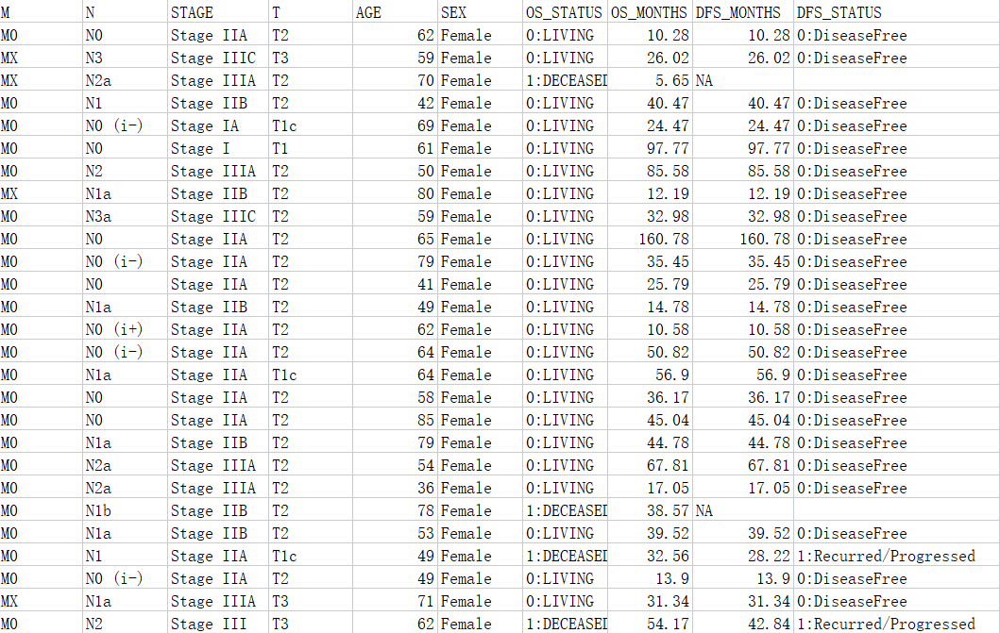 M N STAGE T AGE SEX OS_STATUS OS_MONTHS DFS_MONTHS DFS_STATUS
M0 N0 Stage IIA T2 62 Female 0:LIVING 10.28 10.28 0:DiseaseFree
MX N3 Stage IIIC T3 59 Female 0:LIVING 26.02 26.02 0:DiseaseFree
MX N2a Stage IIIA T2 70 Female 1:DECEASED 5.65 NA
M0 N1 Stage IIB T2 42 Female 0:LIVING 40.47 40.47 0:DiseaseFree
M0 N0 (i-) Stage IA T1c 69 Female 0:LIVING 24.47 24.47 0:DiseaseFree
M0 N0 Stage I T1 61 Female 0:LIVING 97.77 97.77 0:DiseaseFree
M0 N2 Stage IIIA T2 50 Female 0:LIVING 85.58 85.58 0:DiseaseFree
MX N1a Stage IIB T2 80 Female 0:LIVING 12.19 12.19 0:DiseaseFree
M0 N3a Stage IIIC T2 59 Female 0:LIVING 32.98 32.98 0:DiseaseFree
M0 N0 Stage IIA T2 65 Female 0:LIVING 160.78 160.78 0:DiseaseFree
M0 N0 (i-) Stage IIA T2 79 Female 0:LIVING 35.45 35.45 0:DiseaseFree
M0 N0 Stage IIA T2 41 Female 0:LIVING 25.79 25.79 0:DiseaseFree
M0 N1a Stage IIB T2 49 Female 0:LIVING 14.78 14.78 0:DiseaseFree
M0 N0 (i+) Stage IIA T2 62 Female 0:LIVING 10.58 10.58 0:DiseaseFree
M0 N0 (i-) Stage IIA T2 64 Female 0:LIVING 50.82 50.82 0:DiseaseFree
M0 N1a Stage IIA T1c 64 Female 0:LIVING 56.9 56.9 0:DiseaseFree
M0 N0 Stage IIA T2 58 Female 0:LIVING 36.17 36.17 0:DiseaseFree
M0 N0 Stage IIA T2 85 Female 0:LIVING 45.04 45.04 0:DiseaseFree
M0 N1a Stage IIB T2 79 Female 0:LIVING 44.78 44.78 0:DiseaseFree
M0 N2a Stage IIIA T2 54 Female 0:LIVING 67.81 67.81 0:DiseaseFree
M0 N2a Stage IIIA T2 36 Female 0:LIVING 17.05 17.05 0:DiseaseFree
M0 N1b Stage IIB T2 78 Female 1:DECEASED 38.57 NA
M0 N1a Stage IIB T2 53 Female 0:LIVING 39.52 39.52 0:DiseaseFree
M0 N1 Stage IIA T1c 49 Female 1:DECEASED 32.56 28.22 1:Recurred/Progressed
M0 N0 (i-) Stage IIA T2 49 Female 0:LIVING 13.9 13.9 0:DiseaseFree
MX N1a Stage IIIA T3 71 Female 0:LIVING 31.34 31.34 0:DiseaseFree
M0 N2 Stage III T3 62 Female 1:DECEASED 54.17 42.84 1:Recurred/Progressed